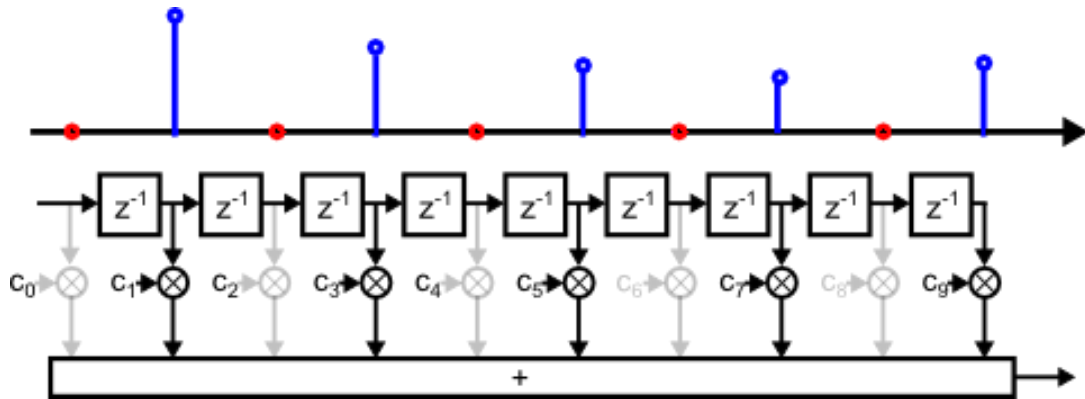 z⁻¹ z⁻¹ z⁻¹ z⁻¹ z⁻¹ z⁻¹ z⁻¹ z⁻¹ z⁻¹
c₀ c₁ c₂ c₃ c₄ c₅ c₆ c₇ c₈ c₉
+